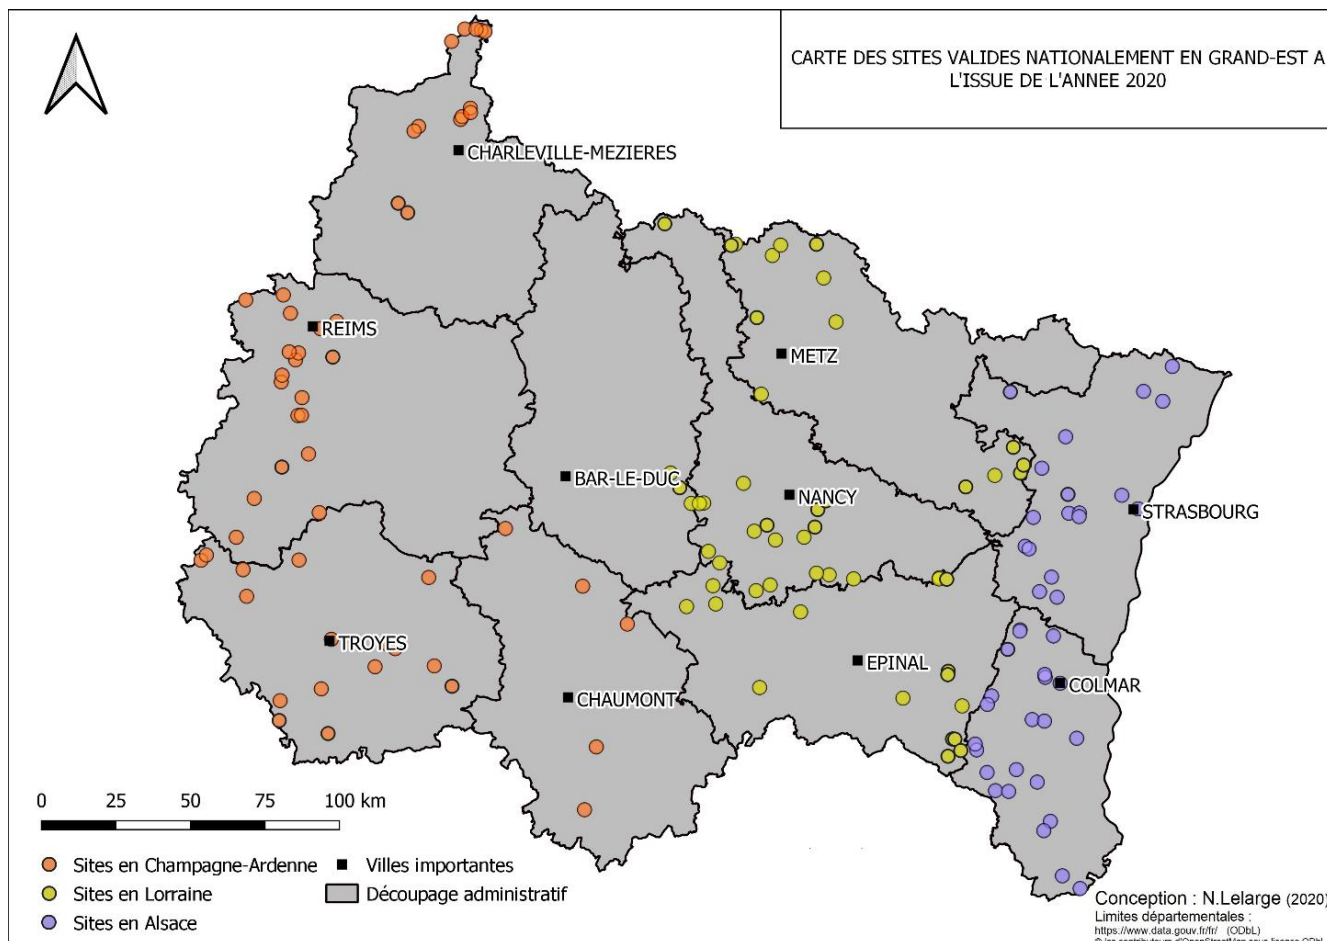 CARTE DES SITES VALIDES NATIONALEMENT EN GRAND-EST A
L'ISSUE DE L'ANNEE 2020
CHARLEVILLE-MEZIERES
REIMS
METZ
BAR-LE-DUC
NANCY
STRASBOURG
TROYES
EPINAL
COLMAR
CHAUMONT
0 25 50 75 100 km
Sites en Champagne-Ardenne
Sites en Lorraine
Sites en Alsace
Villes importantes
Découpage administratif
Conception : N.Lelarge (2020)
Limites départementales :
https://www.data.gouv.fr/fr/ (ODbL)